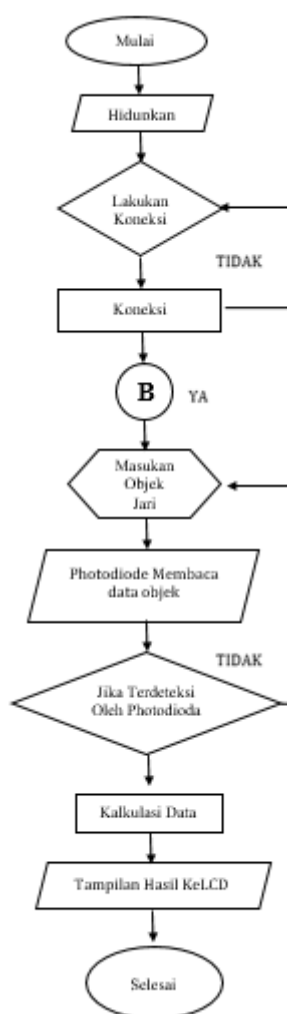 Mulai
Hidupkan
Lakukan
Koneksi
TIDAK
Koneksi
B
YA
Masukan
Objek
Jari
Photodiode Membaca
data objek
TIDAK
Jika Terdeteksi
Oleh Photodioda
Kalkulasi Data
Tampilan Hasil KeLCD
Selesai